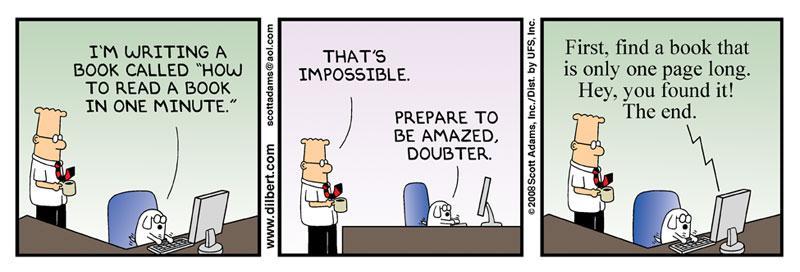 I'M WRITING A
BOOK CALLED "HOW
TO READ A BOOK
IN ONE MINUTE."
www.dilbert.com scottadams@aol.com
THAT'S
IMPOSSIBLE.
PREPARE TO
BE AMAZED,
DOUBTER.
©2008 Scott Adams, Inc./Dist. by UFS, Inc.
First, find a book that
is only one page long.
Hey, you found it!
The end.